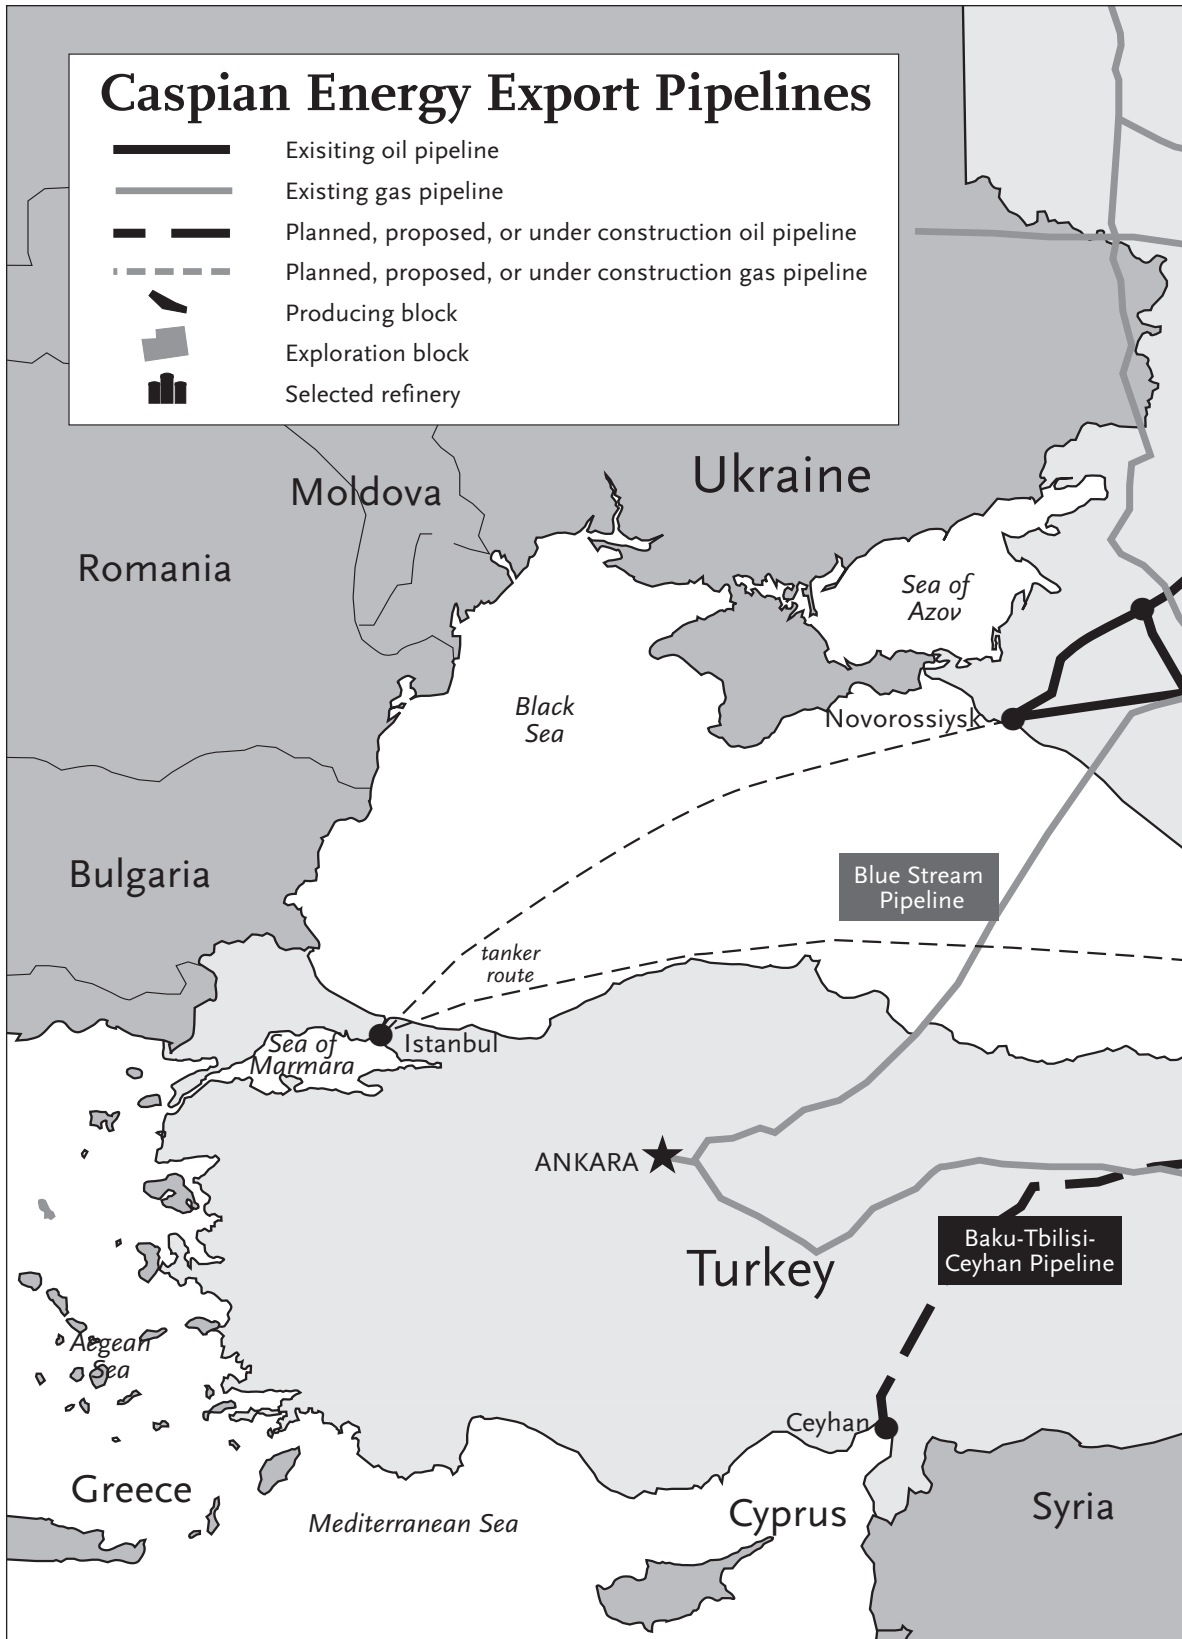 Caspian Energy Export Pipelines
Exisiting oil pipeline
Existing gas pipeline
Planned, proposed, or under construction oil pipeline
Planned, proposed, or under construction gas pipeline
Producing block
Exploration block
Selected refinery
Ukraine
Moldova
Romania
Sea of
Azov
Black
Sea
Novorossiysk
Bulgaria
Blue Stream
Pipeline
tanker
route
Istanbul
Sea of
Marmara
ANKARA
Baku-Tbilisi-
Ceyhan Pipeline
Turkey
Aegean
Sea
Ceyhan
Greece
Cyprus
Syria
Mediterranean Sea